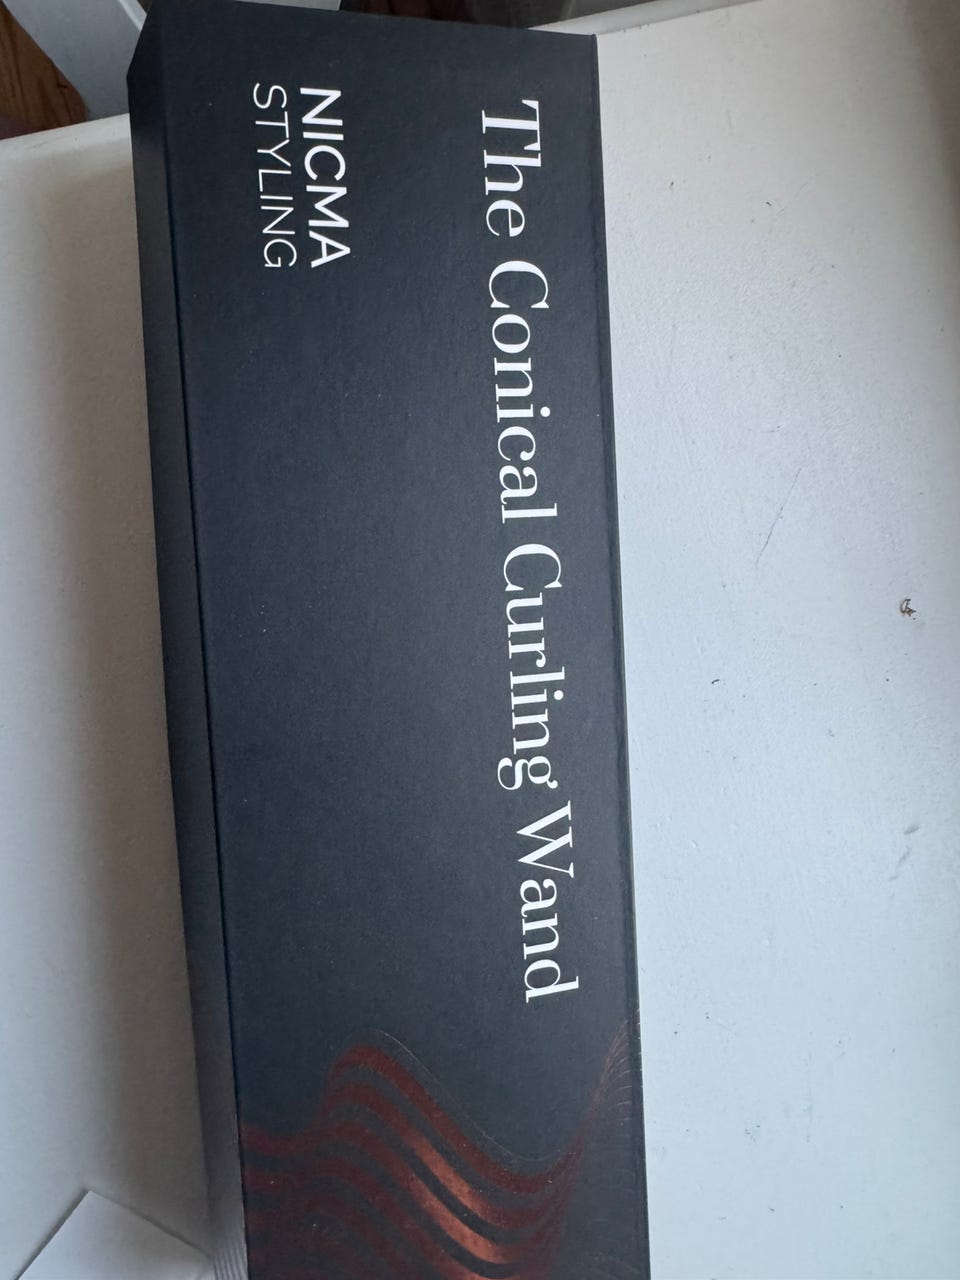 The Conical Curling Wand
NICMA
STYLING